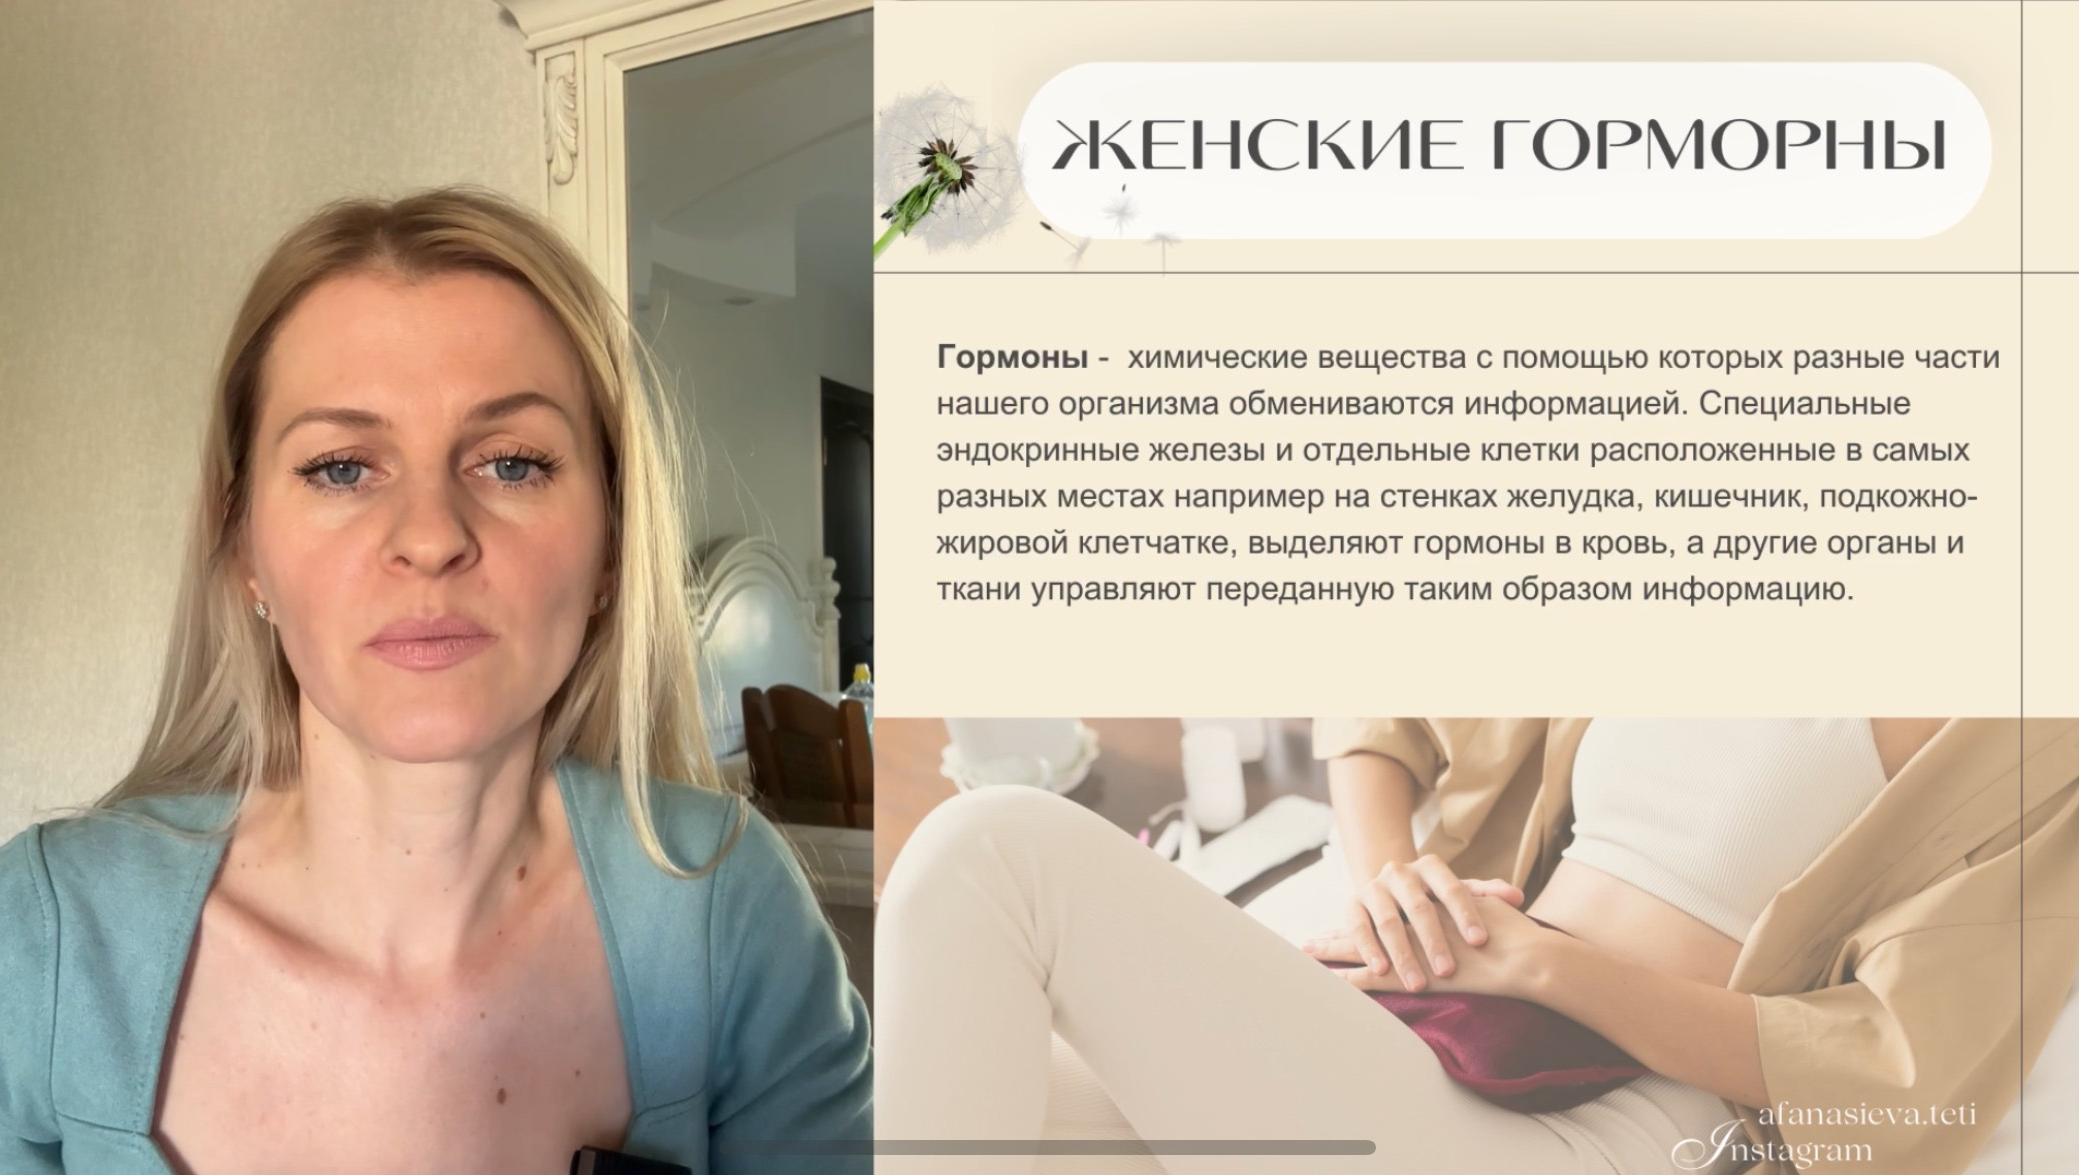 ЖЕНСКИЕ ГОРМОРНЫ
Гормоны - химические вещества с помощью которых разные части
нашего организма обмениваются информацией. Специальные
эндокринные железы и отдельные клетки расположенные в самых
разных местах например на стенках желудка, кишечник, подкожно-
жировой клетчатке, выделяют гормоны в кровь, а другие органы и
ткани управляют переданную таким образом информацию.
afanasieva.teti
Instagram